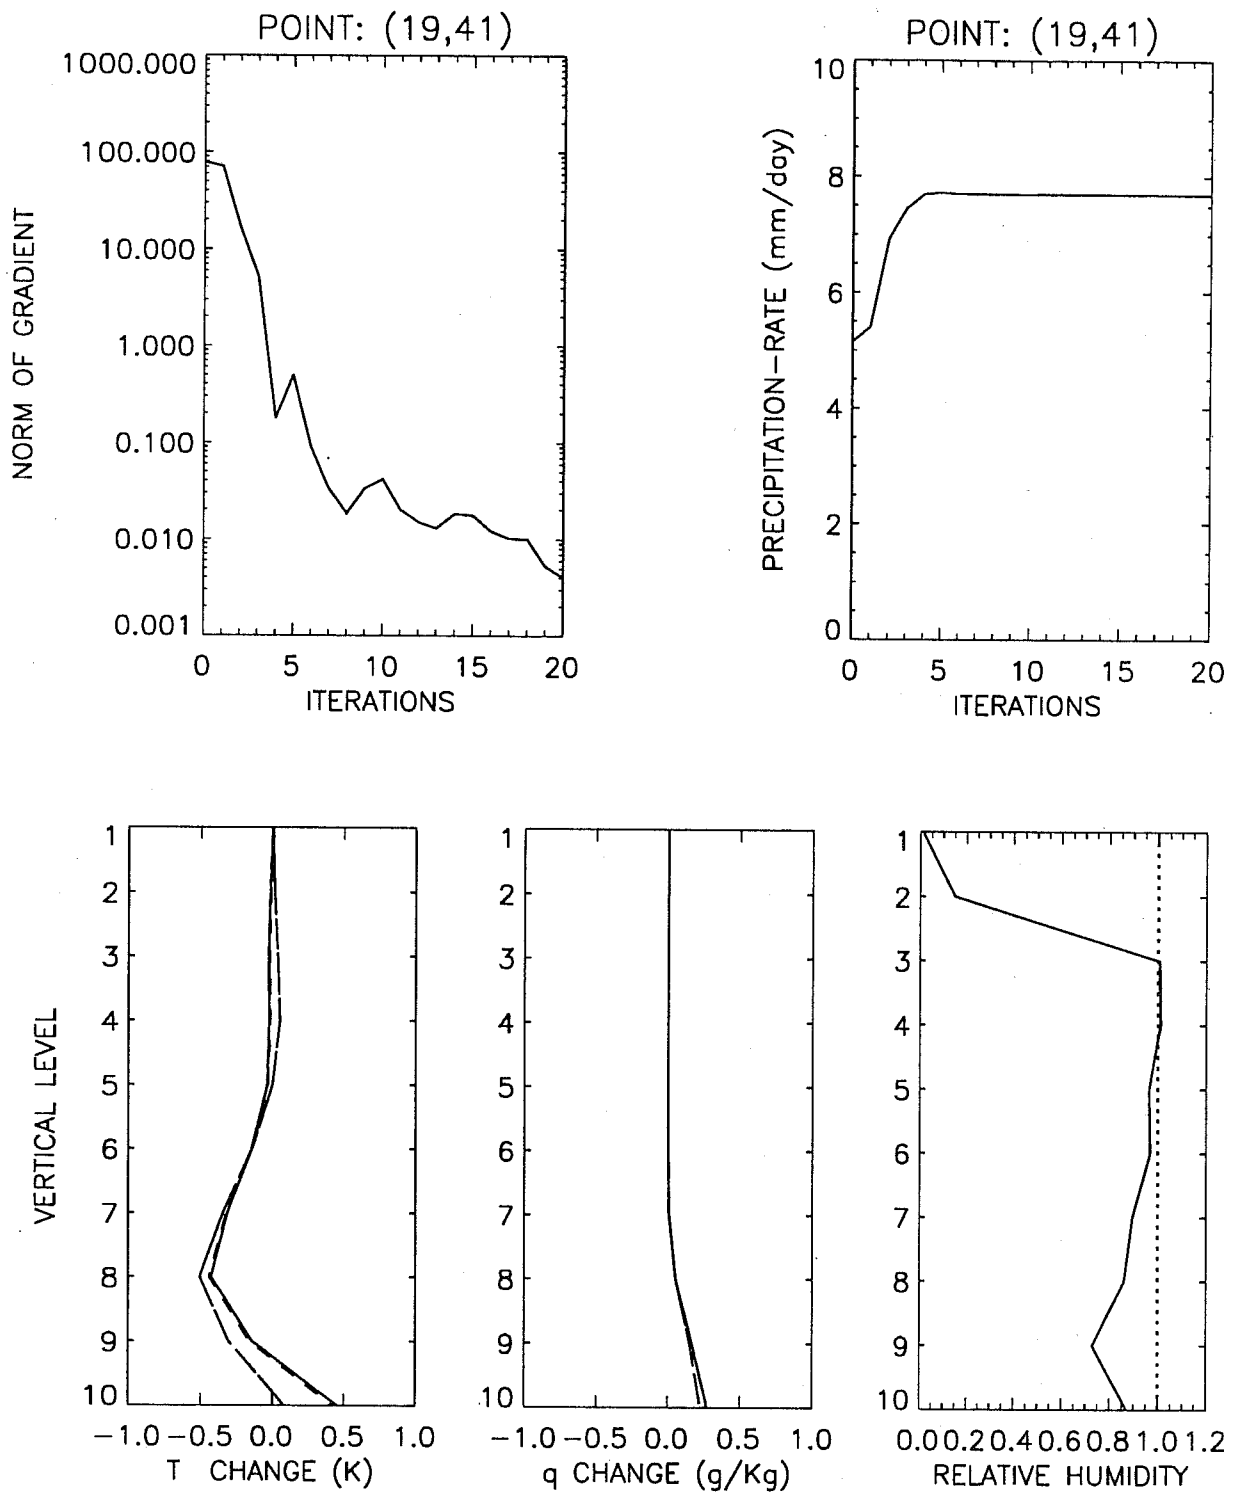 POINT: (19,41)
1000.000
100.000
10.000
1.000
0.100
0.010
0.001
NORM OF GRADIENT
0 5 10 15 20
ITERATIONS
POINT: (19,41)
10
8
6
4
2
0
PRECIPITATION-RATE (mm/day)
0 5 10 15 20
ITERATIONS
VERTICAL LEVEL
1
2
3
4
5
6
7
8
9
10
-1.0 -0.5 0.0 0.5 1.0
T CHANGE (K)
1
2
3
4
5
6
7
8
9
10
-1.0 -0.5 0.0 0.5 1.0
q CHANGE (g/Kg)
1
2
3
4
5
6
7
8
9
10
0.0 0.2 0.4 0.6 0.8 1.0 1.2
RELATIVE HUMIDITY